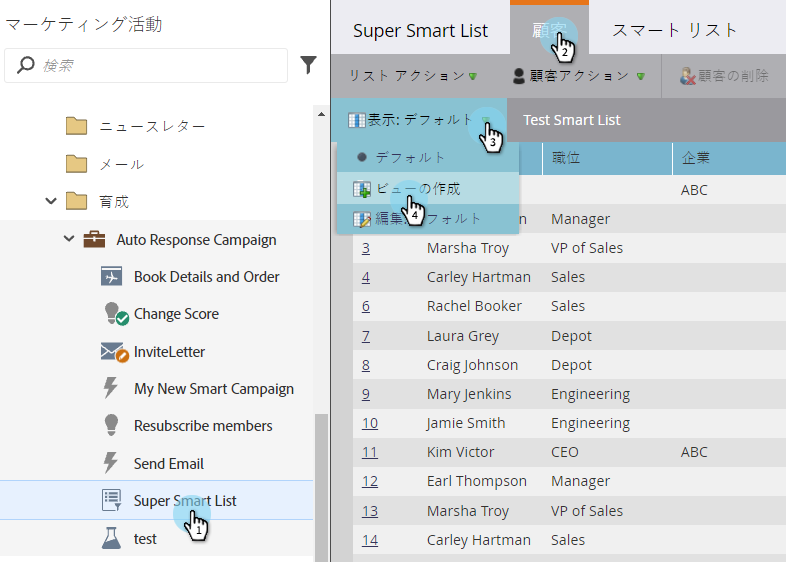 マーケティング活動
検索
ニュースレター
メール
育成
Auto Response Campaign
Book Details and Order
Change Score
InviteLetter
My New Smart Campaign
Resubscribe members
Send Email
Super Smart List
1
test
Super Smart List 顧客 スマート リスト
2
リスト アクション 顧客アクション 顧客の削除
表示: デフォルト Test Smart List
3
デフォルト 職位 企業
ビューの作成 ABC
4
編集: フォルト n Manager
3 Marsha Troy VP of Sales
4 Carley Hartman Sales
6 Rachel Booker Sales
7 Laura Grey Depot
8 Craig Johnson Depot
9 Mary Jenkins Engineering
10 Jamie Smith Engineering
11 Kim Victor CEO ABC
12 Earl Thompson Manager
13 Marsha Troy VP of Sales
14 Carley Hartman Sales